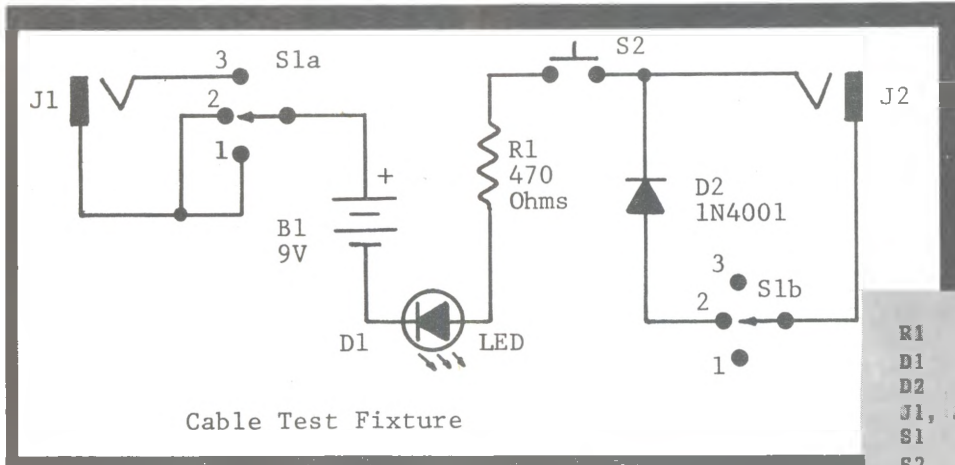 J1
3
S1a
2
1
+
B1
9V
D1
LED
R1
470
Ohms
S2
J2
D2
1N4001
3
S1b
2
1
Cable Test Fixture
R1
D1
D2
J1,
S1
S2